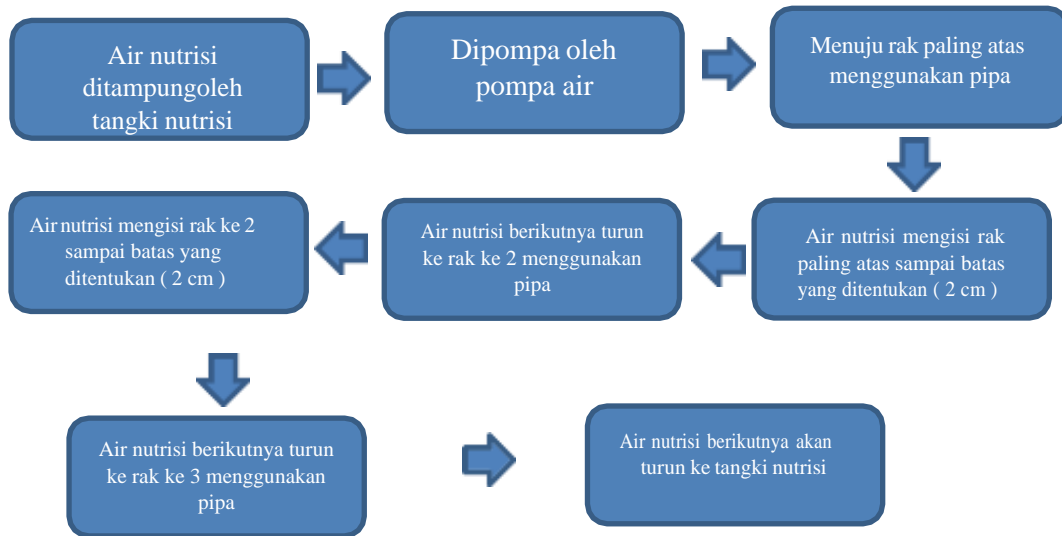 Air nutrisi
ditampungoleh
tangki nutrisi
Dipompa oleh
pompa air
Menuju rak paling atas
menggunakan pipa
Air nutrisi mengisi rak
paling atas sampai batas
yang ditentukan ( 2 cm )
Air nutrisi berikutnya turun
ke rak ke 2 menggunakan
pipa
Air nutrisi mengisi rak ke 2
sampai batas yang
ditentukan ( 2 cm )
Air nutrisi berikutnya turun
ke rak ke 3 menggunakan
pipa
Air nutrisi berikutnya akan
turun ke tangki nutrisi